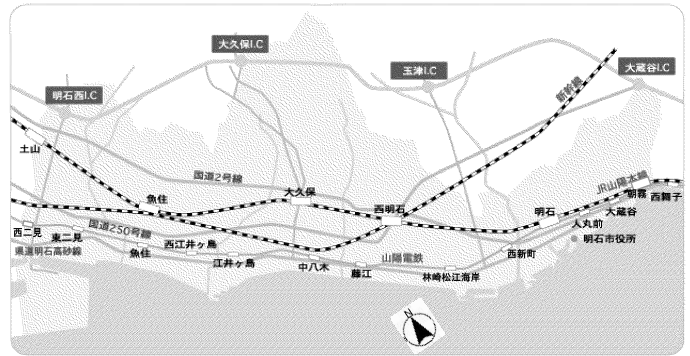 大久保I.C
玉津I.C
大蔵谷I.C
明石西I.C
新幹線
土山
国道2号線
JR山陽本線
魚住
大久保
西明石
明石
朝霧
西舞子
大蔵谷
人丸前
明石市役所
西二見
東二見
国道250号線
西江井ヶ島
県道明石高砂線
魚住
江井ヶ島
中八木
藤江
山陽電鉄
林崎松江海岸
西新町
N